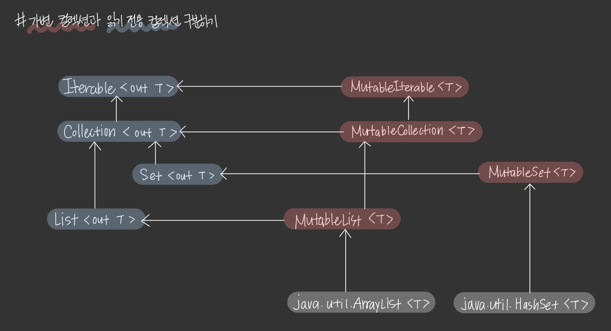 # 가변 컬렉션과 읽기 전용 컬렉션 구분하기
Iterable <out T>
MutableIterable <T>
Collection <out T>
MutableCollection <T>
Set <out T>
MutableSet <T>
List <out T>
MutableList <T>
java.util.ArrayList <T>
java.util.HashSet <T>